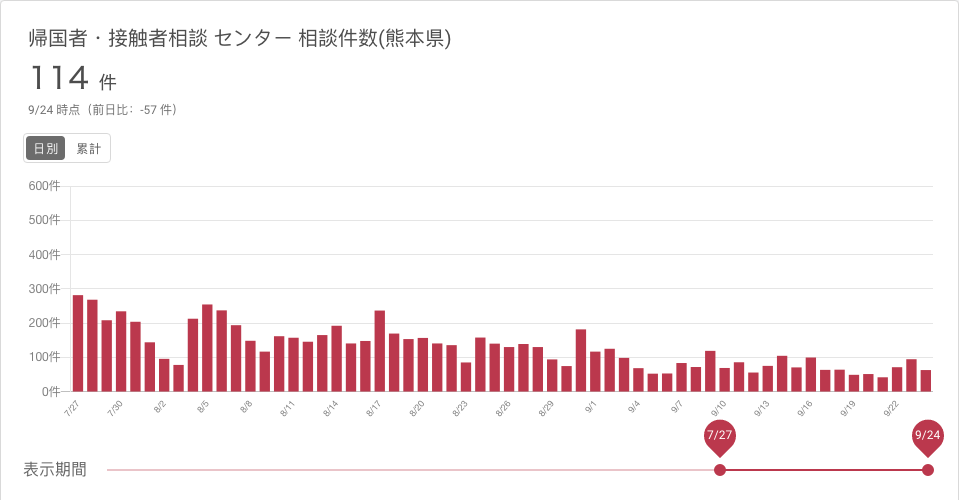 帰国者・接触者相談 センター 相談件数(熊本県)
114 件
9/24 時点（前日比：-57 件）
日別 累計
600件
500件
400件
300件
200件
100件
0件
7/27 7/30 8/2 8/5 8/8 8/11 8/14 8/17 8/20 8/23 8/26 8/29 9/1 9/4 9/7 9/10 9/13 9/16 9/19 9/22
7/27 9/24
表示期間